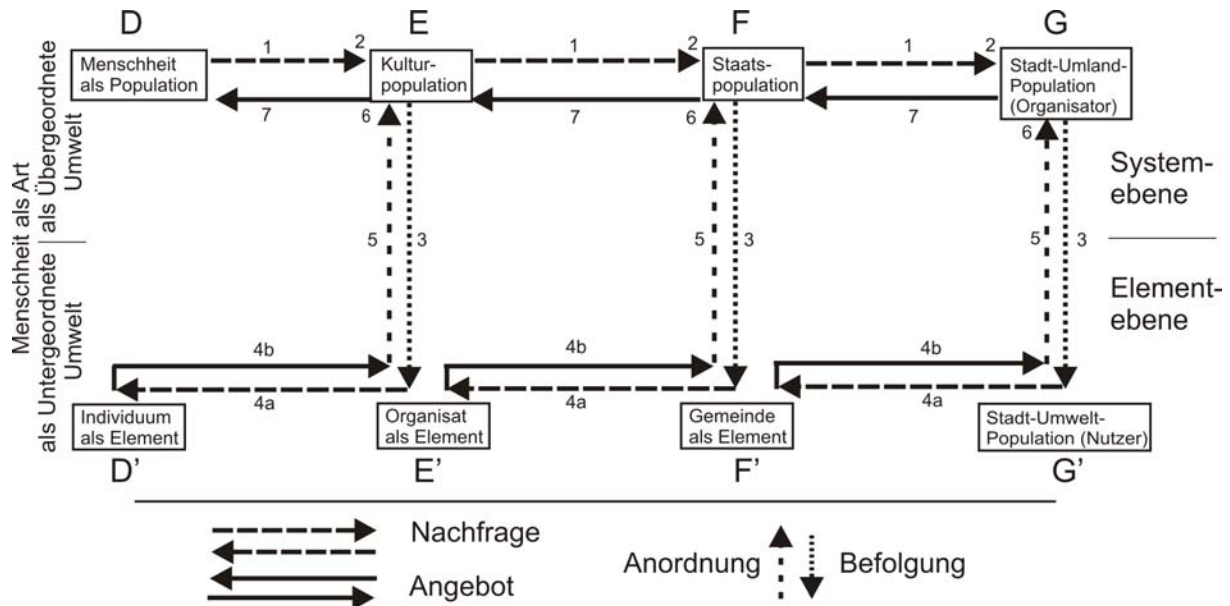 D E F G
1 2 1 2 1 2
Menschheit
als Population
Kultur-
population
Staats-
population
Stadt-Umland-
Population
(Organisator)
7 6 7 6 7 6
Menschheit als Art
als Übergeordnete
Umwelt
als Untergeordnete
Umwelt
System-
ebene
5 3 5 3 5 3
Element-
ebene
4b 4b 4b
4a 4a 4a
Individuum
als Element
Organisat
als Element
Gemeinde
als Element
Stadt-Umwelt-
Population (Nutzer)
D' E' F' G'
Nachfrage
Angebot
Anordnung
Befolgung